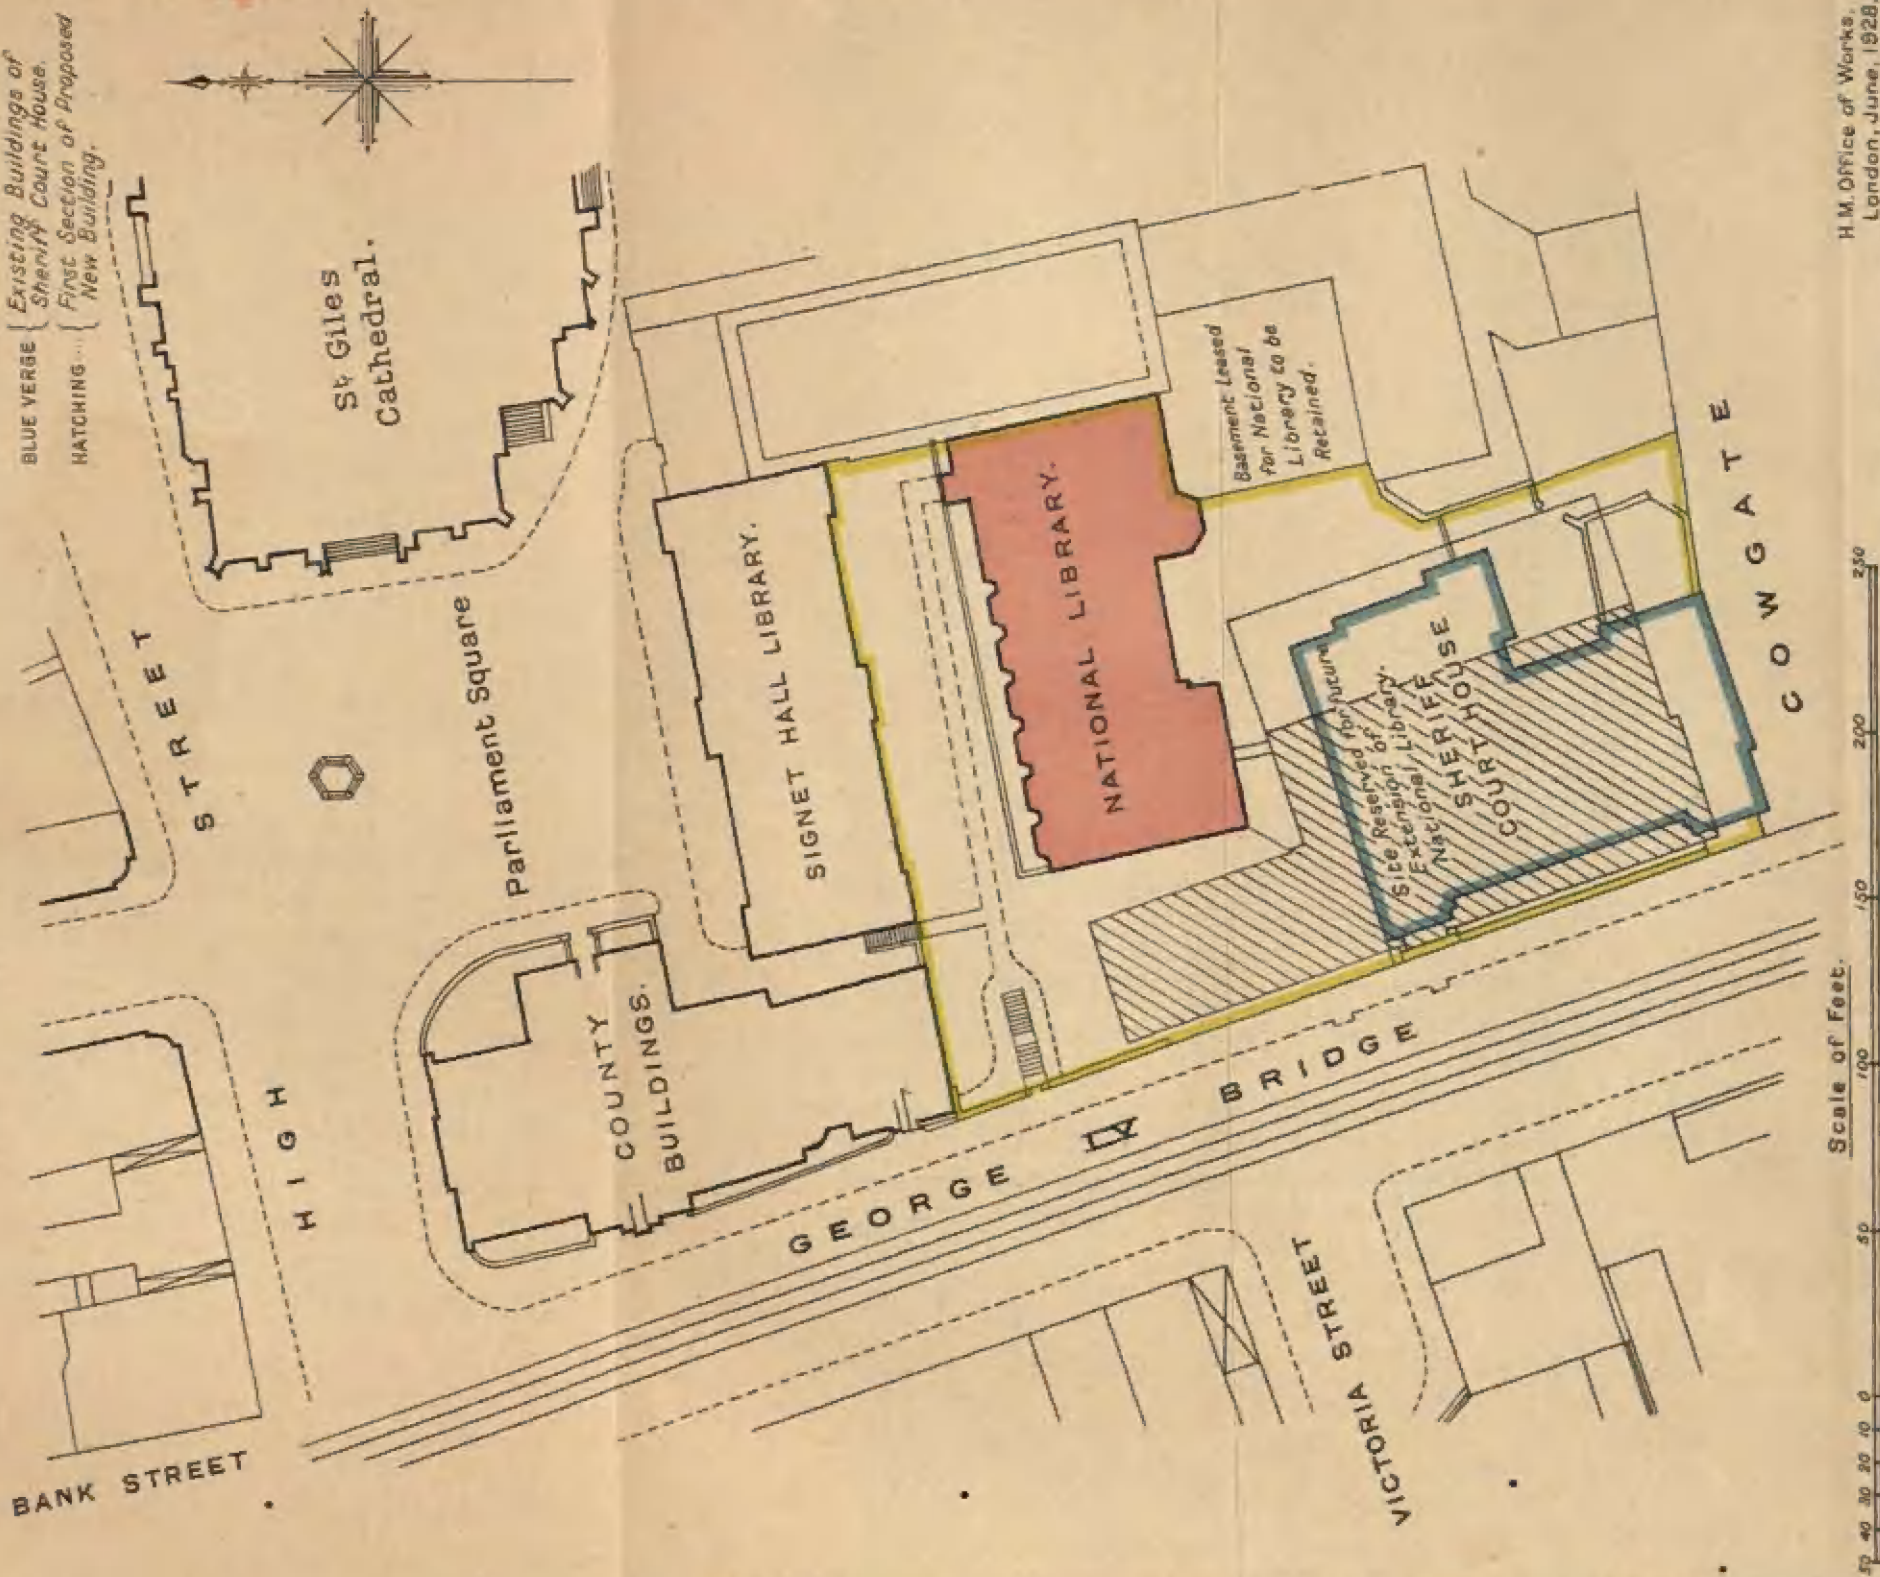 BLUE VERGE { Existing Buildings of
Sheriff Court House.
HATCHING .... { First Section of Proposed
New Building.
BANK STREET
HIGH STREET
St. Giles
Cathedral.
Parliament Square
COUNTY
BUILDINGS.
SIGNET HALL LIBRARY.
NATIONAL LIBRARY.
Basement Leased
for National
Library to be
Retained.
Site Reserved for future
Extension of
National Library.
SHERIFF
COURT HOUSE
GEORGE IV BRIDGE
VICTORIA STREET
COWGATE
Scale of Feet.
50 40 30 20 10 0 50 100 150 200 250
H.M. Office of Works,
London, June, 1928.